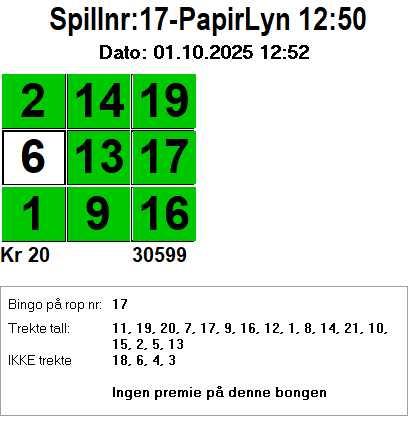 Spillnr:17-PapirLyn 12:50
Dato: 01.10.2025 12:52
2 14 19
6 13 17
1 9 16
Kr 20 30599
Bingo på rop nr: 17
Trekte tall: 11, 19, 20, 7, 17, 9, 16, 12, 1, 8, 14, 21, 10,
15, 2, 5, 13
IKKE trekte 18, 6, 4, 3
Ingen premie på denne bongen